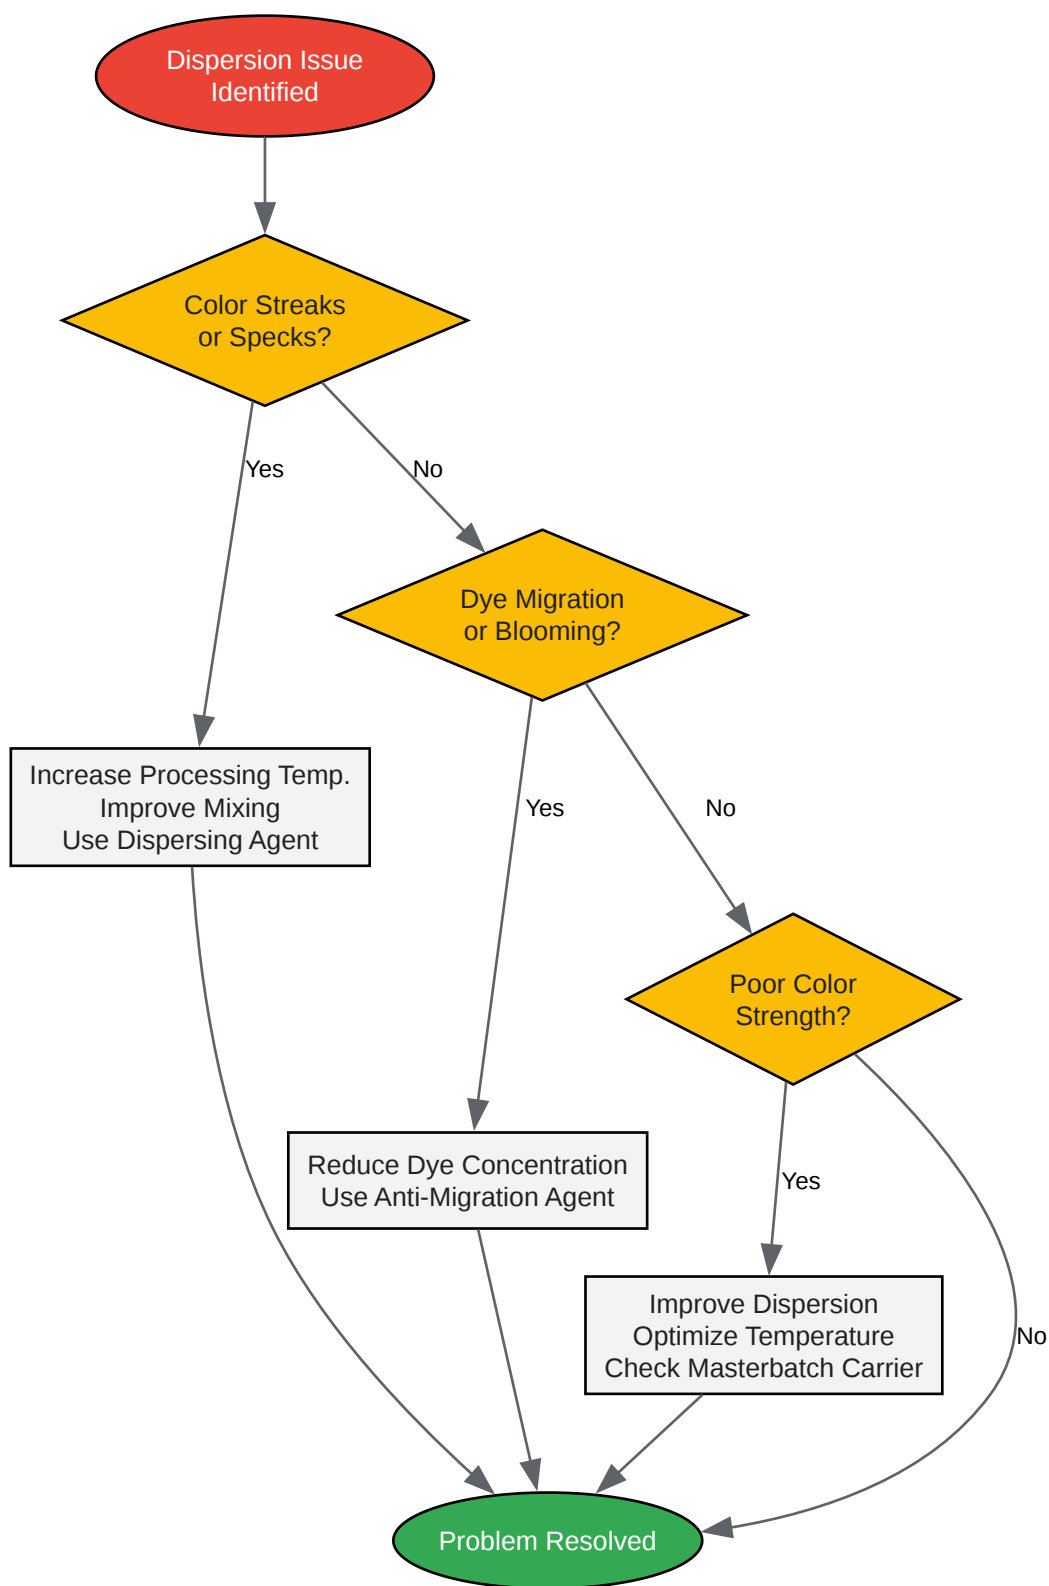 Dispersion Issue
Identified
Color Streaks
or Specks?
Yes
No
Dye Migration
or Blooming?
Increase Processing Temp.
Improve Mixing
Use Dispersing Agent
Yes
No
Poor Color
Strength?
Reduce Dye Concentration
Use Anti-Migration Agent
Yes
Improve Dispersion
Optimize Temperature
Check Masterbatch Carrier
No
Problem Resolved